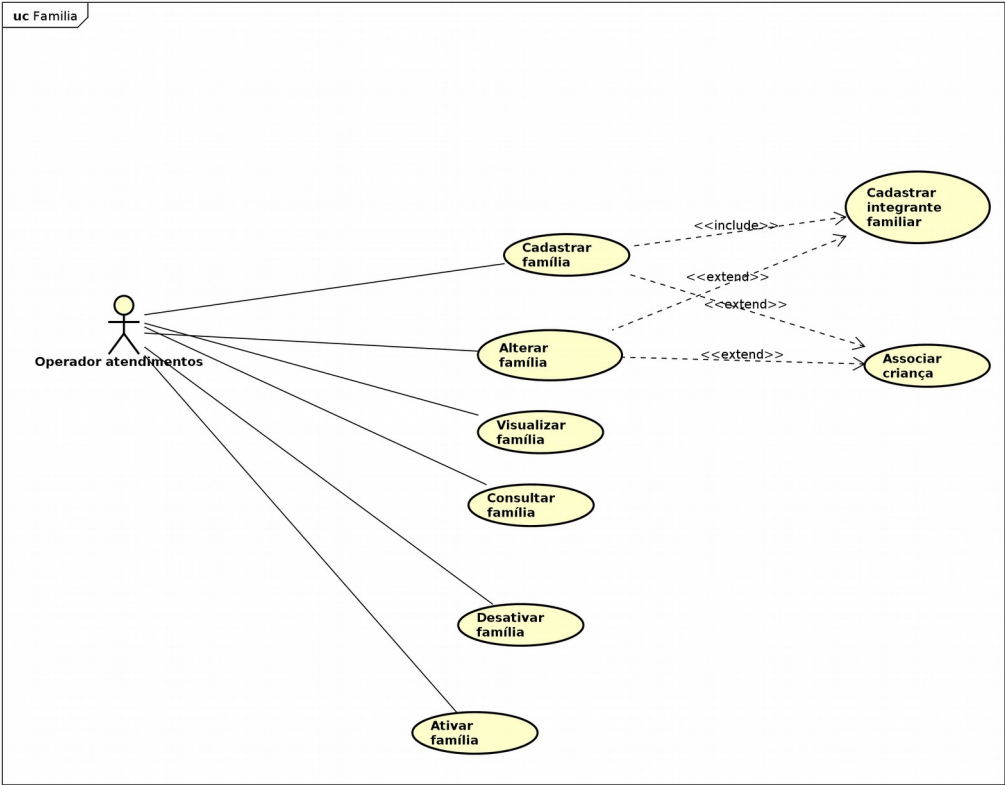 uc Familia
Cadastrar
integrante
familiar
<<include>>
Cadastrar
família
<<extend>>
<<extend>>
Operador atendimentos
Alterar
família
<<extend>>
Associar
criança
Visualizar
família
Consultar
família
Desativar
família
Ativar
família